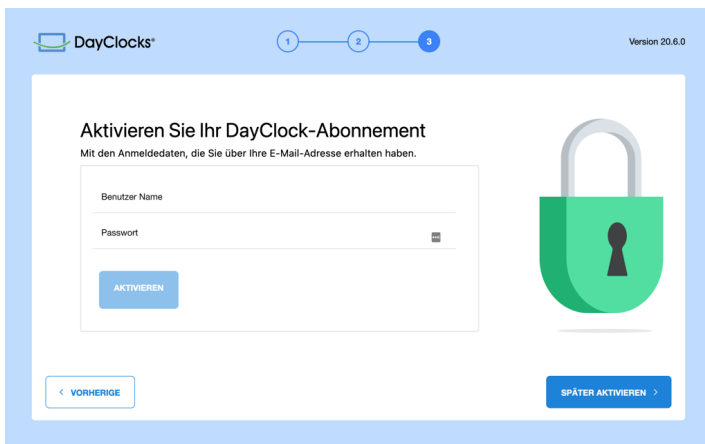 DayClocks®
1
2
3
Version 20.6.0
Aktivieren Sie Ihr DayClock-Abonnement
Mit den Anmeldedaten, die Sie über Ihre E-Mail-Adresse erhalten haben.
Benutzer Name
Passwort
AKTIVIEREN
< VORHERIGE
SPÄTER AKTIVIEREN >